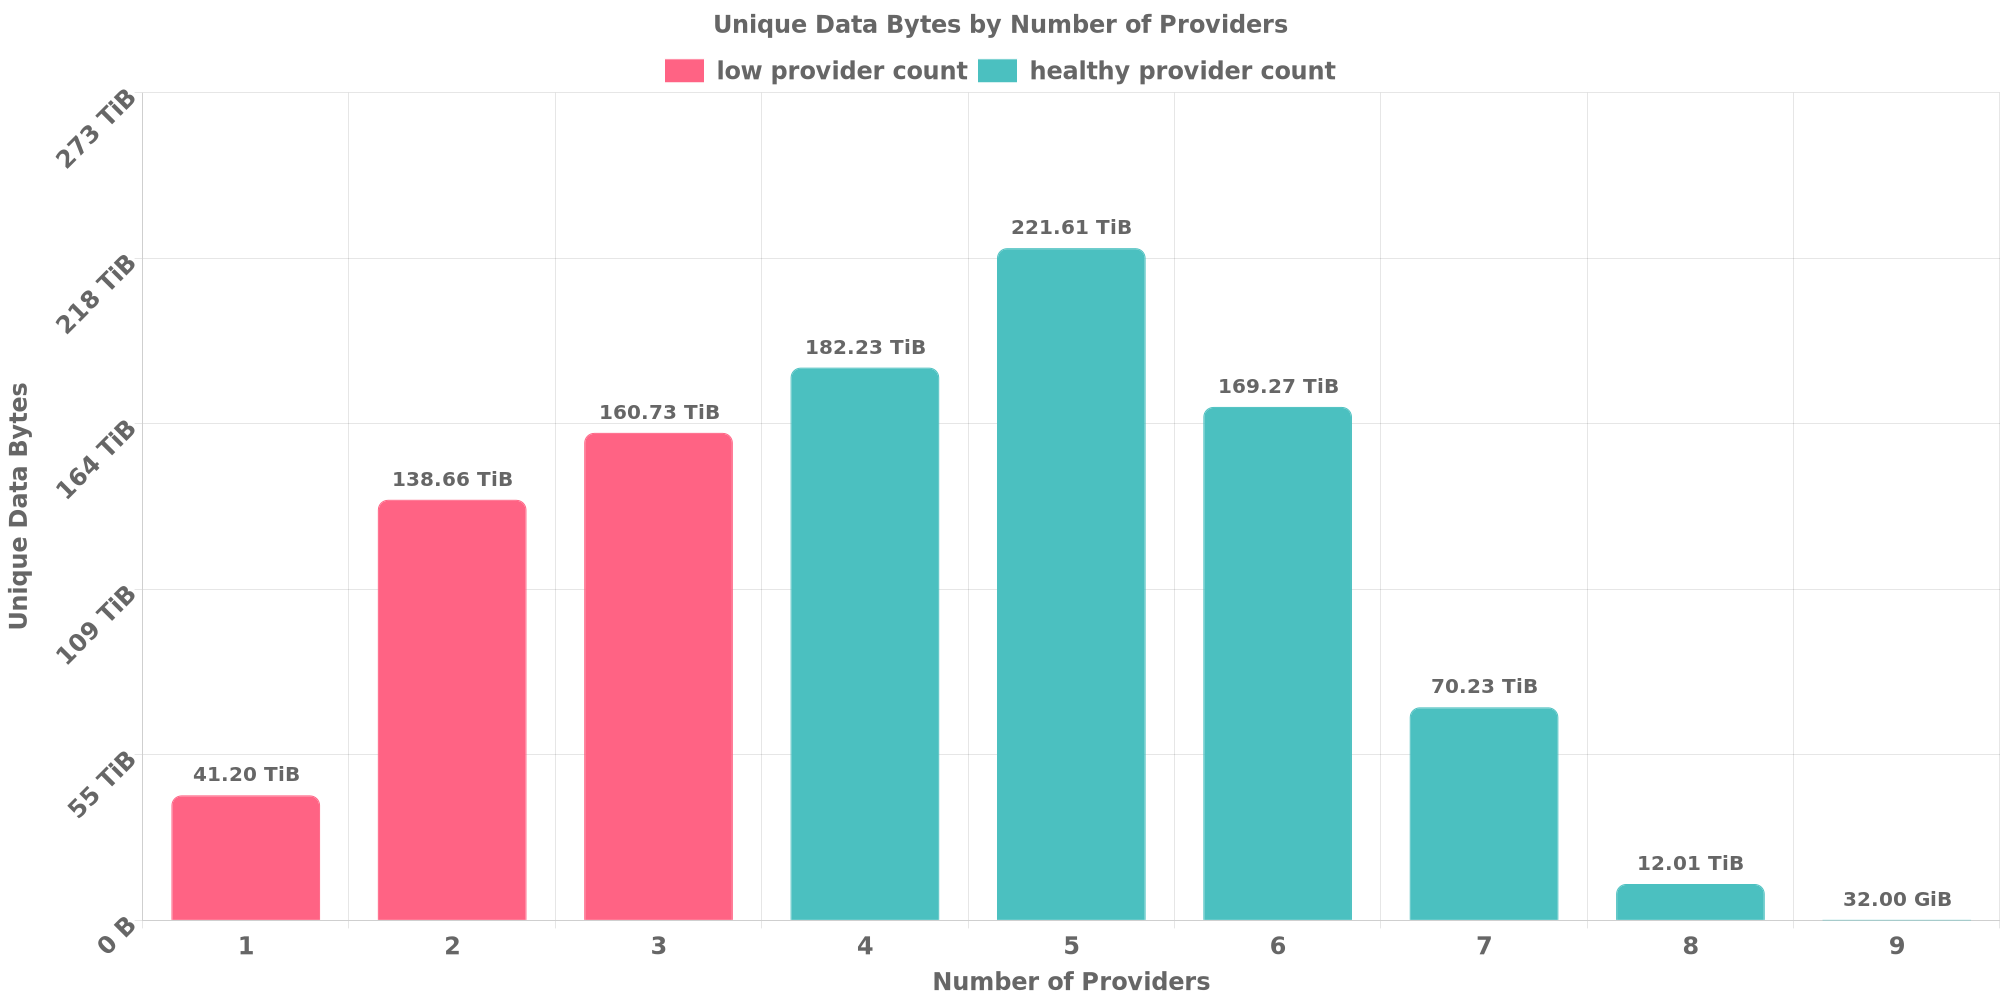 Unique Data Bytes by Number of Providers
low provider count healthy provider count
273 TiB
218 TiB
164 TiB
109 TiB
55 TiB
0 B
Unique Data Bytes
41.20 TiB
138.66 TiB
160.73 TiB
182.23 TiB
221.61 TiB
169.27 TiB
70.23 TiB
12.01 TiB
32.00 GiB
1 2 3 4 5 6 7 8 9
Number of Providers